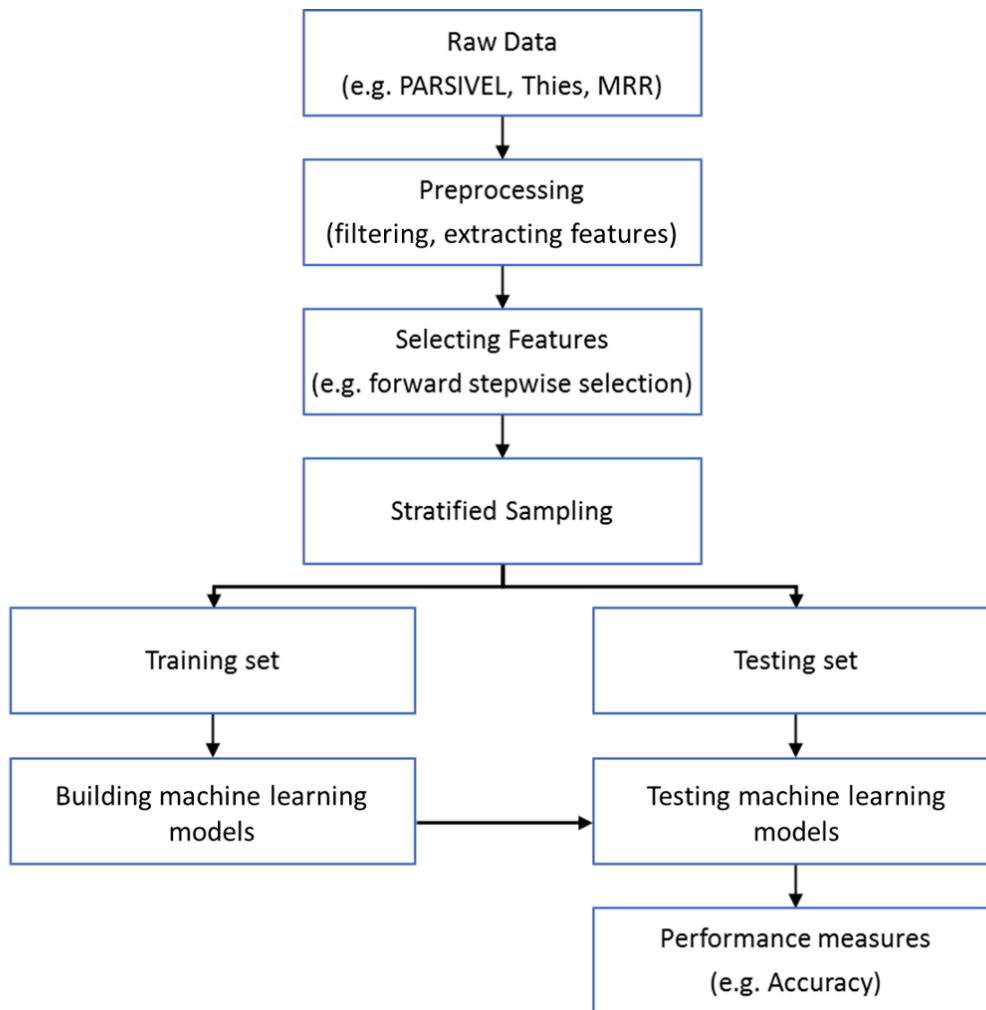 Raw Data
(e.g. PARSIVEL, Thies, MRR)
Preprocessing
(filtering, extracting features)
Selecting Features
(e.g. forward stepwise selection)
Stratified Sampling
Training set
Testing set
Building machine learning
models
Testing machine learning
models
Performance measures
(e.g. Accuracy)